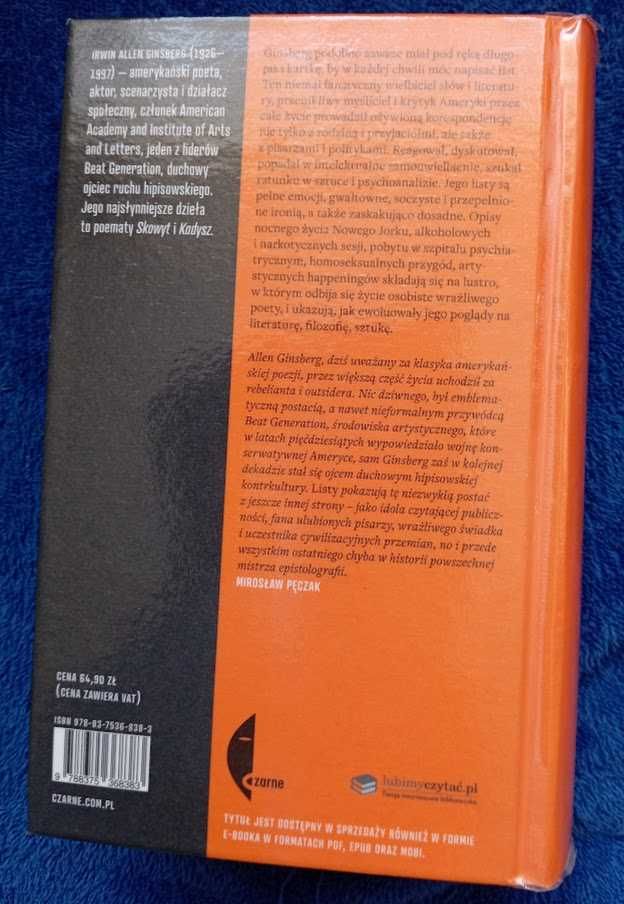 IRWIN ALLEN GINSBERG (1926–
1997) – amerykański poeta,
aktor, scenarzysta i działacz
społeczny, członek American
Academy and Institute of Arts
and Letters, jeden z liderów
Beat Generation, duchowy
ojciec ruchu hipisowskiego.
Jego najsłynniejsze dzieła
to poematy Skowyt i Kadysz.
Ginsberg podobno zawsze miał pod ręką długo-
pis i kartkę, by w każdej chwili móc napisać list.
Ten niemal fanatyczny wielbiciel słów i literatu-
ry, przenikliwy myśliciel i krytyk Ameryki przez
całe życie prowadził ożywioną korespondencję
nie tylko z rodziną i przyjaciółmi, ale także
z pisarzami i politykami. Reagował, dyskutował,
popadał w intelektualne samouwielbienie, szukał
ratunku w sztuce i psychoanalizie. Jego listy są
pełne emocji, gwałtowne, soczyste i przepełnio-
ne ironią, a także zaskakująco dosadne. Opisy
nocnego życia Nowego Jorku, alkoholowych
i narkotycznych sesji, pobytu w szpitalu psychia-
trycznym, homoseksualnych przygód, arty-
stycznych happeningów składają się na lustro,
w którym odbija się życie osobiste wrażliwego
poety, i ukazują, jak ewoluowały jego poglądy na
literaturę, filozofię, sztukę.
Allen Ginsberg, dziś uważany za klasyka amerykań-
skiej poezji, przez większą część życia uchodził za
rebelianta i outsidera. Nic dziwnego, był emblema-
tyczną postacią, a nawet nieformalnym przywódcą
Beat Generation, środowiska artystycznego, które
w latach pięćdziesiątych wypowiedziało wojnę kon-
serwatywnej Ameryce, sam Ginsberg zaś w kolejnej
dekadzie stał się ojcem duchowym hipisowskiej
kontrkultury. Listy pokazują tę niezwykłą postać
z jeszcze innej strony – jako idola czytającej publicz-
ności, fana ulubionych pisarzy, wrażliwego świadka
i uczestnika cywilizacyjnych przemian, no i przede
wszystkim ostatniego chyba w historii powszechnej
mistrza epistolografii.
MIROSŁAW PĘCZAK
CENA 64,90 ZŁ
(CENA ZAWIERA VAT)
ISBN 978-83-7536-838-3
9 788375 368383
CZARNE.COM.PL
czarne
lubimyczytać.pl
Twoja internetowa biblioteczka
TYTUŁ JEST DOSTĘPNY W SPRZEDAŻY RÓWNIEŻ W FORMIE
E-BOOKA W FORMATACH PDF, EPUB ORAZ MOBI.